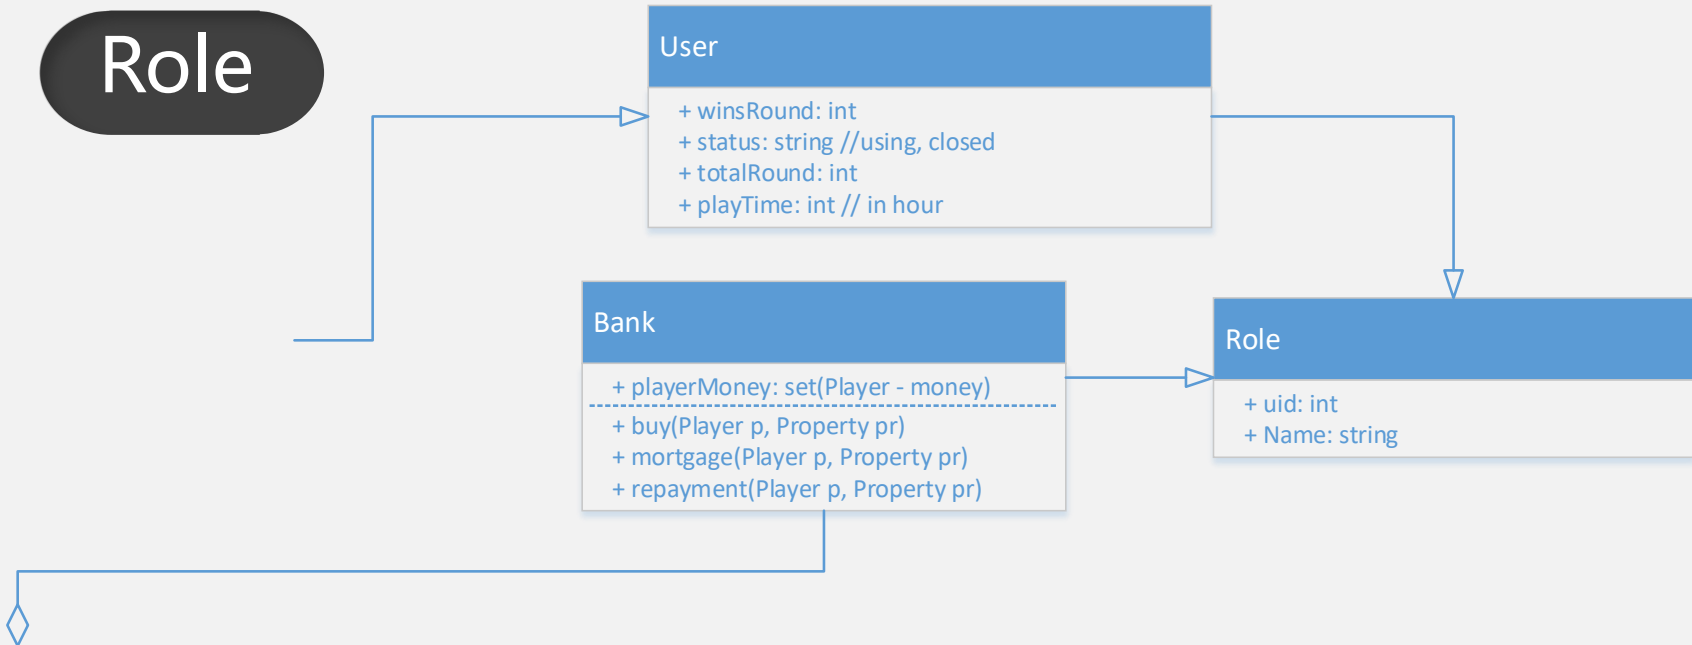 Role
User
+ winsRound: int
+ status: string //using, closed
+ totalRound: int
+ playTime: int // in hour
Bank
+ playerMoney: set(Player - money)
+ buy(Player p, Property pr)
+ mortgage(Player p, Property pr)
+ repayment(Player p, Property pr)
Role
+ uid: int
+ Name: string